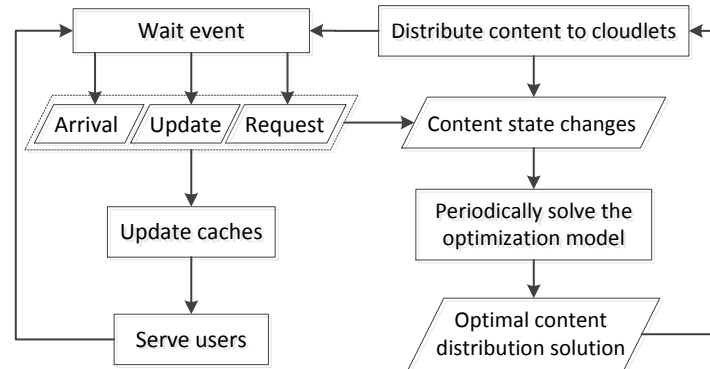 Wait event
Distribute content to cloudlets
Arrival
Update
Request
Content state changes
Update caches
Periodically solve the
optimization model
Serve users
Optimal content
distribution solution